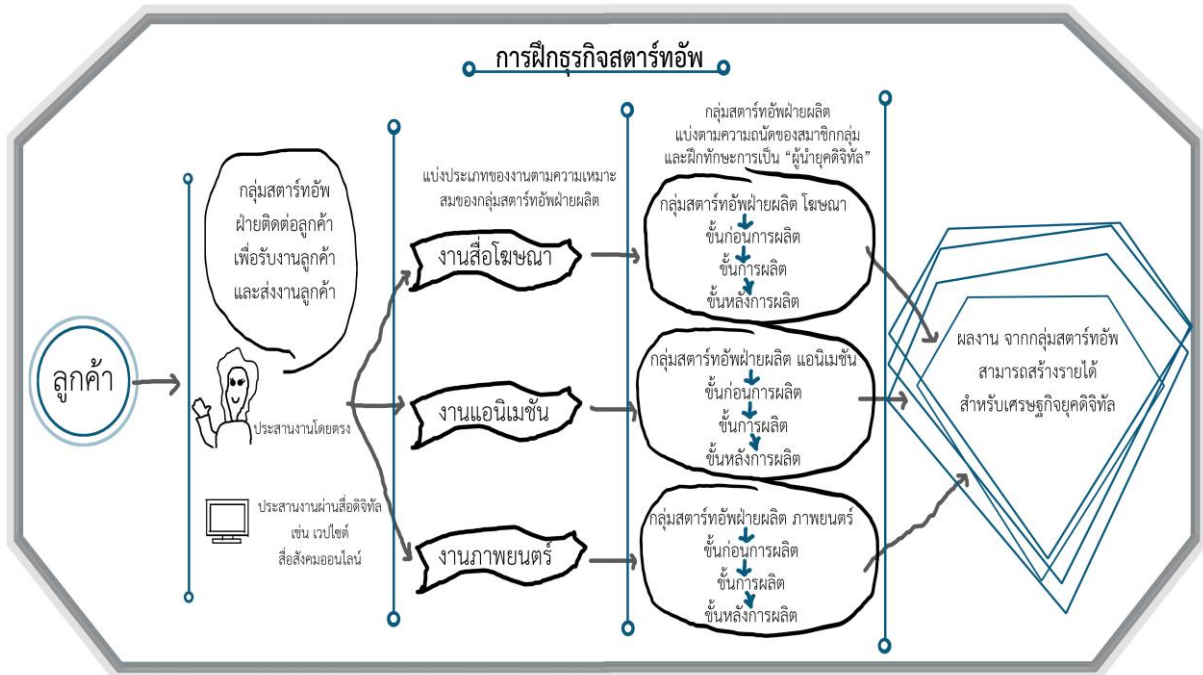 การฝึกธุรกิจสตาร์ทอัพ
ลูกค้า
กลุ่มสตาร์ทอัพ
ฝ่ายติดต่อลูกค้า
เพื่อรับงานลูกค้า
และส่งงานลูกค้า
ประสานงานโดยตรง
ประสานงานผ่านสื่อดิจิทัล
เช่น เวปไซต์
สื่อสังคมออนไลน์
แบ่งประเภทของงานตามความเหมาะ
สมของกลุ่มสตาร์ทอัพฝ่ายผลิต
งานสื่อโฆษณา
งานแอนิเมชัน
งานภาพยนตร์
กลุ่มสตาร์ทอัพฝ่ายผลิต
แบ่งตามความถนัดของสมาชิกกลุ่ม
และฝึกทักษะการเป็น “ผู้นำยุคดิจิทัล”
กลุ่มสตาร์ทอัพฝ่ายผลิต โฆษณา
ขั้นก่อนการผลิต
ขั้นการผลิต
ขั้นหลังการผลิต
กลุ่มสตาร์ทอัพฝ่ายผลิต แอนิเมชัน
ขั้นก่อนการผลิต
ขั้นการผลิต
ขั้นหลังการผลิต
กลุ่มสตาร์ทอัพฝ่ายผลิต ภาพยนตร์
ขั้นก่อนการผลิต
ขั้นการผลิต
ขั้นหลังการผลิต
ผลงาน จากกลุ่มสตาร์ทอัพ
สามารถสร้างรายได้
สำหรับเศรษฐกิจยุคดิจิทัล